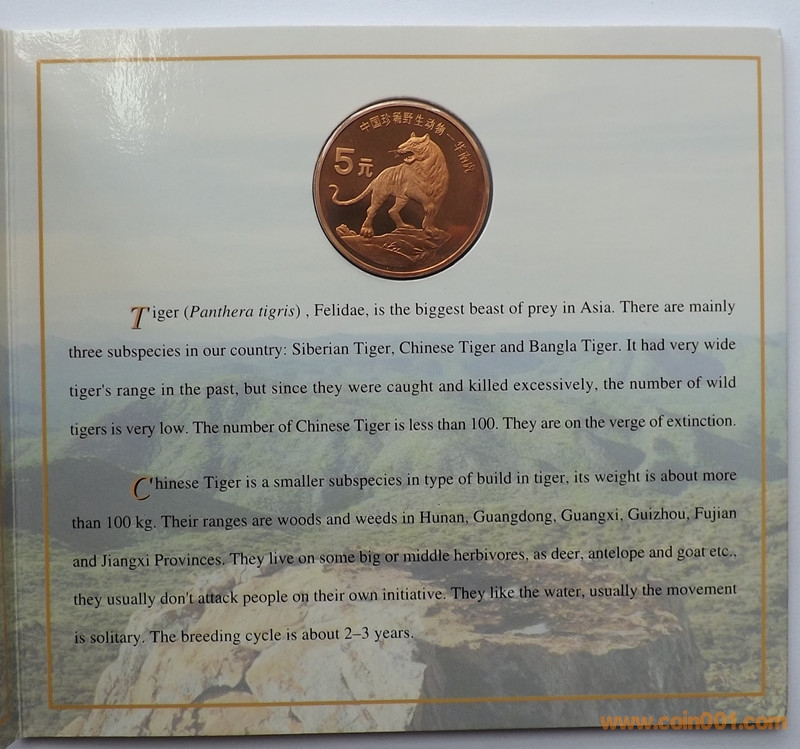 中国珍稀野生动物—华南虎
5元
Tiger (Panthera tigris) , Felidae, is the biggest beast of prey in Asia. There are mainly
three subspecies in our country: Siberian Tiger, Chinese Tiger and Bangla Tiger. It had very wide
tiger's range in the past, but since they were caught and killed excessively, the number of wild
tigers is very low. The number of Chinese Tiger is less than 100. They are on the verge of extinction.
C'hinese Tiger is a smaller subspecies in type of build in tiger, its weight is about more
than 100 kg. Their ranges are woods and weeds in Hunan, Guangdong, Guangxi, Guizhou, Fujian
and Jiangxi Provinces. They live on some big or middle herbivores, as deer, antelope and goat etc..,
they usually don't attack people on their own initiative. They like the water, usually the movement
is solitary. The breeding cycle is about 2–3 years.
www.coin001.com